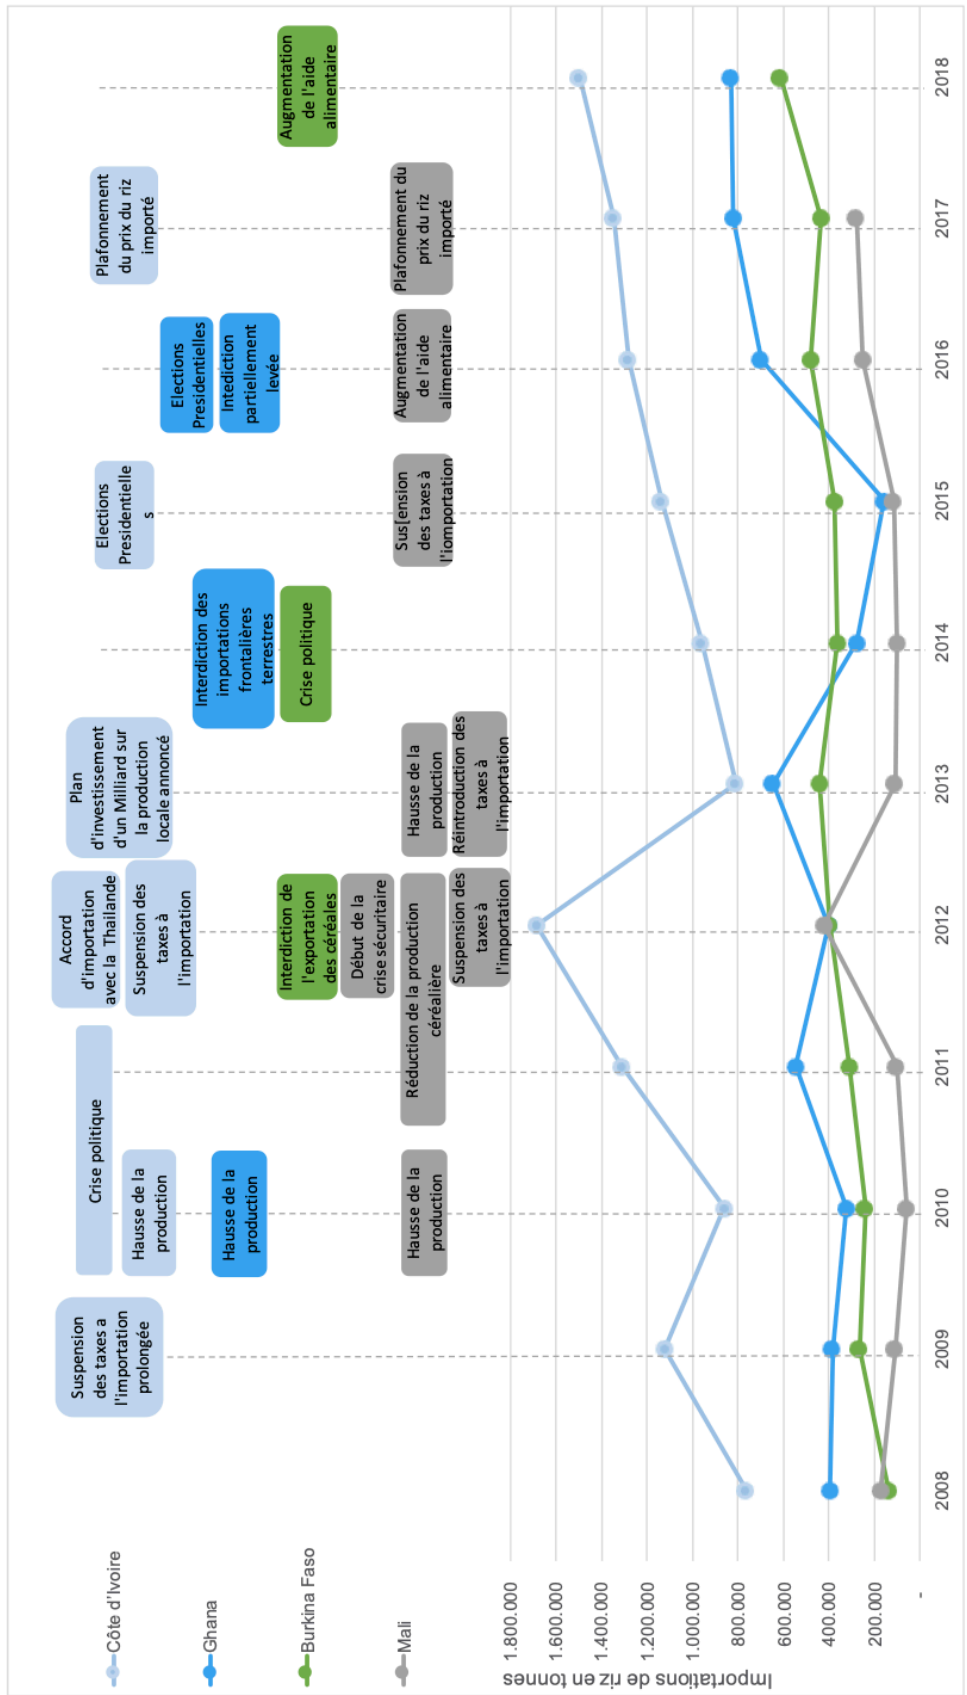 Côte d'Ivoire
Ghana
Burkina Faso
Mali
Suspension
des taxes a
l'importation
prolongée
Crise politique
Hausse de la
production
Accord
d'importation
avec la Thaïlande
Suspension des
taxes à
l'importation
Plan
d'investissement
d'un Milliard sur
la production
locale annoncé
Elections
Presidentielle
s
Plafonnement
du prix du riz
importé
Hausse de la
production
Interdiction des
importations
frontalières
terrestres
Elections
Presidentielles
Intediction
partiellement
levée
Interdiction de
l'exportation
des céréales
Crise politique
Augmentation
de l'aide
alimentaire
Début de la
crise sécuritaire
Hausse de la
production
Réduction de la production
céréalière
Suspension des
taxes à
l'importation
Hausse de la
production
Réintroduction des
taxes à
l'importation
Sus[ension
des taxes à
l'iomportation
Augmentation
de l'aide
alimentaire
Plafonnement du
prix du riz
importé
Importations de riz en tonnes
1.800.000
1.600.000
1.400.000
1.200.000
1.000.000
800.000
600.000
400.000
200.000
-
2008
2009
2010
2011
2012
2013
2014
2015
2016
2017
2018